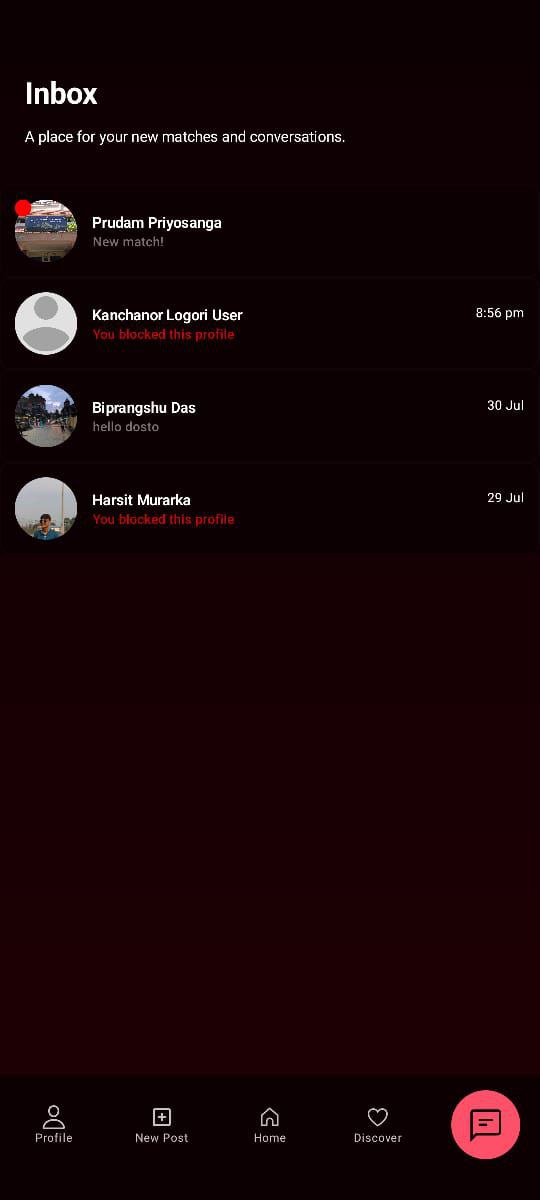 Inbox
A place for your new matches and conversations.
Prudam Priyosanga
New match!
Kanchanor Logori User
8:56 pm
You blocked this profile
Biprangshu Das
30 Jul
hello dosto
Harsit Murarka
29 Jul
You blocked this profile
Profile
New Post
Home
Discover